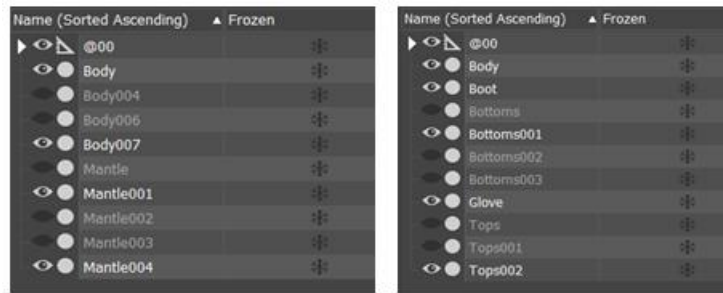 Name (Sorted Ascending) ▲ Frozen
@00
Body
Body004
Body006
Body007
Mantle
Mantle001
Mantle002
Mantle003
Mantle004
Name (Sorted Ascending) ▲ Frozen
@00
Body
Boot
Bottoms
Bottoms001
Bottoms002
Bottoms003
Glove
Tops
Tops001
Tops002